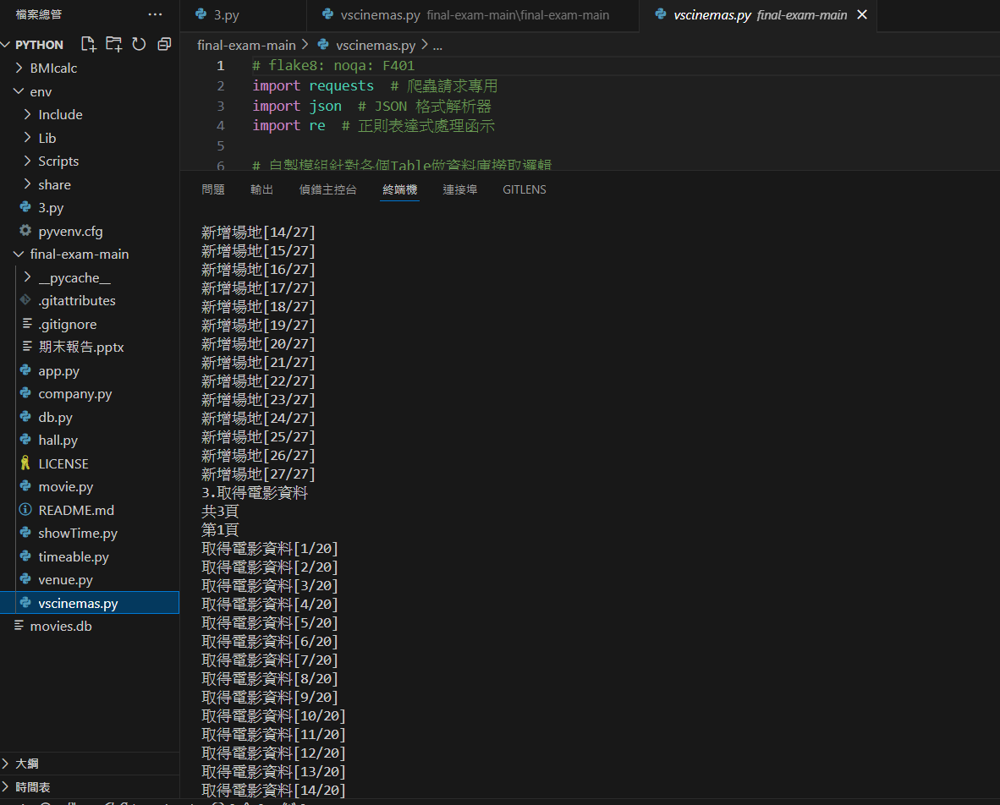 檔案總管
3.py
vscinemas.py final-exam-main\final-exam-main
vscinemas.py final-exam-main
PYTHON
BMIcalc
env
Include
Lib
Scripts
share
3.py
pyvenv.cfg
final-exam-main
__pycache__
.gitattributes
.gitignore
期末報告.pptx
app.py
company.py
db.py
hall.py
LICENSE
movie.py
README.md
showTime.py
timeable.py
venue.py
vscinemas.py
movies.db
大綱
時間表
final-exam-main > vscinemas.py > ...
1 # flake8: noqa: F401
2 import requests # 爬蟲請求專用
3 import json # JSON 格式解析器
4 import re # 正則表達式處理函示
5
6 # 自製模組針對各個Table做資料庫撈取邏輯
問題 輸出 偵錯主控台 終端機 連接埠 GITLENS
新增場地[14/27]
新增場地[15/27]
新增場地[16/27]
新增場地[17/27]
新增場地[18/27]
新增場地[19/27]
新增場地[20/27]
新增場地[21/27]
新增場地[22/27]
新增場地[23/27]
新增場地[24/27]
新增場地[25/27]
新增場地[26/27]
新增場地[27/27]
3.取得電影資料
共3頁
第1頁
取得電影資料[1/20]
取得電影資料[2/20]
取得電影資料[3/20]
取得電影資料[4/20]
取得電影資料[5/20]
取得電影資料[6/20]
取得電影資料[7/20]
取得電影資料[8/20]
取得電影資料[9/20]
取得電影資料[10/20]
取得電影資料[11/20]
取得電影資料[12/20]
取得電影資料[13/20]
取得電影資料[14/20]